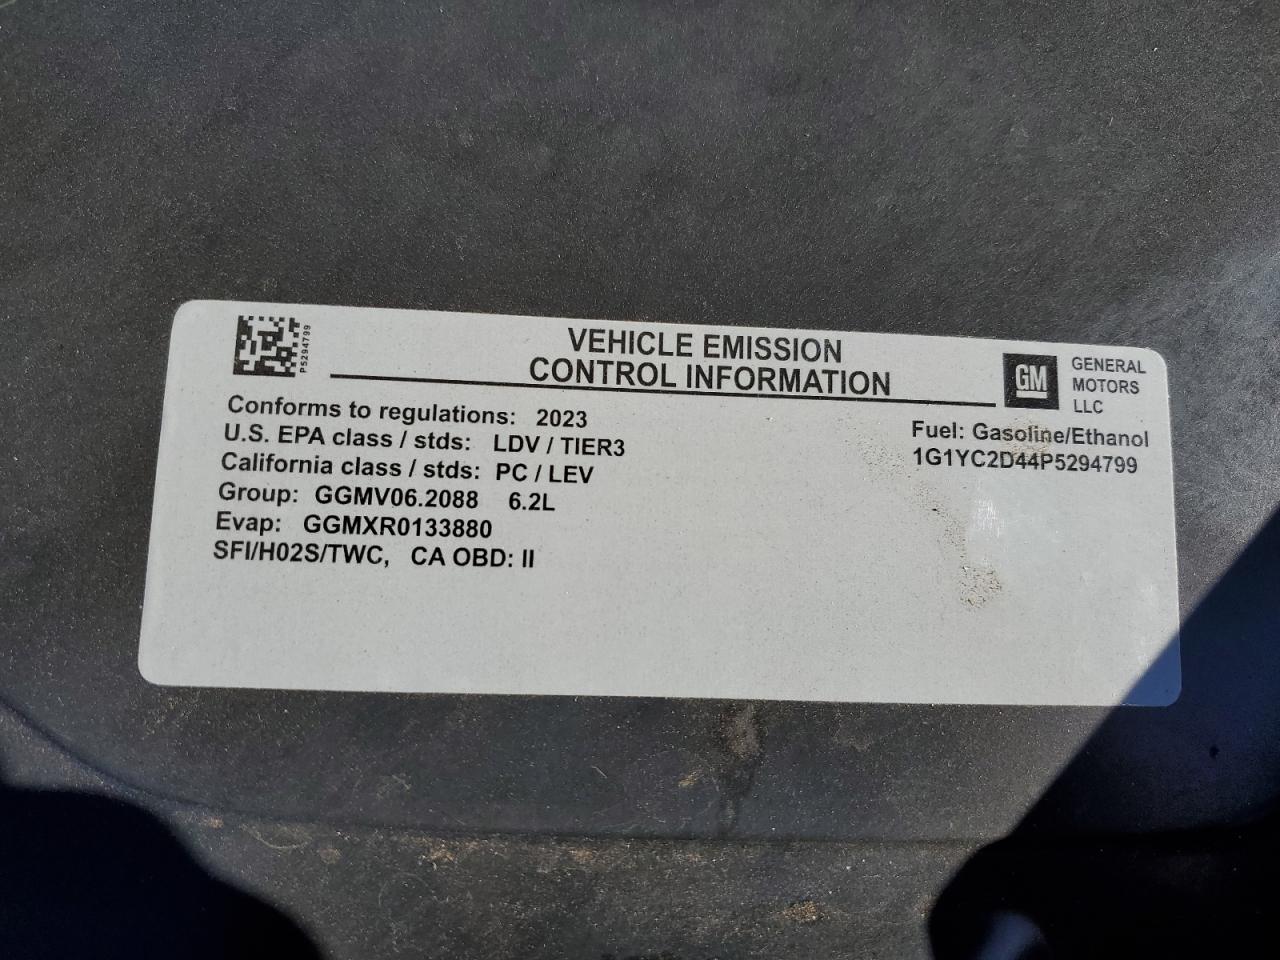 P5294799
VEHICLE EMISSION
CONTROL INFORMATION
GM
GENERAL
MOTORS
LLC
Conforms to regulations: 2023
U.S. EPA class / stds: LDV / TIER3
California class / stds: PC / LEV
Group: GGMV06.2088 6.2L
Evap: GGMXR0133880
SFI/H02S/TWC, CA OBD: II
Fuel: Gasoline/Ethanol
1G1YC2D44P5294799